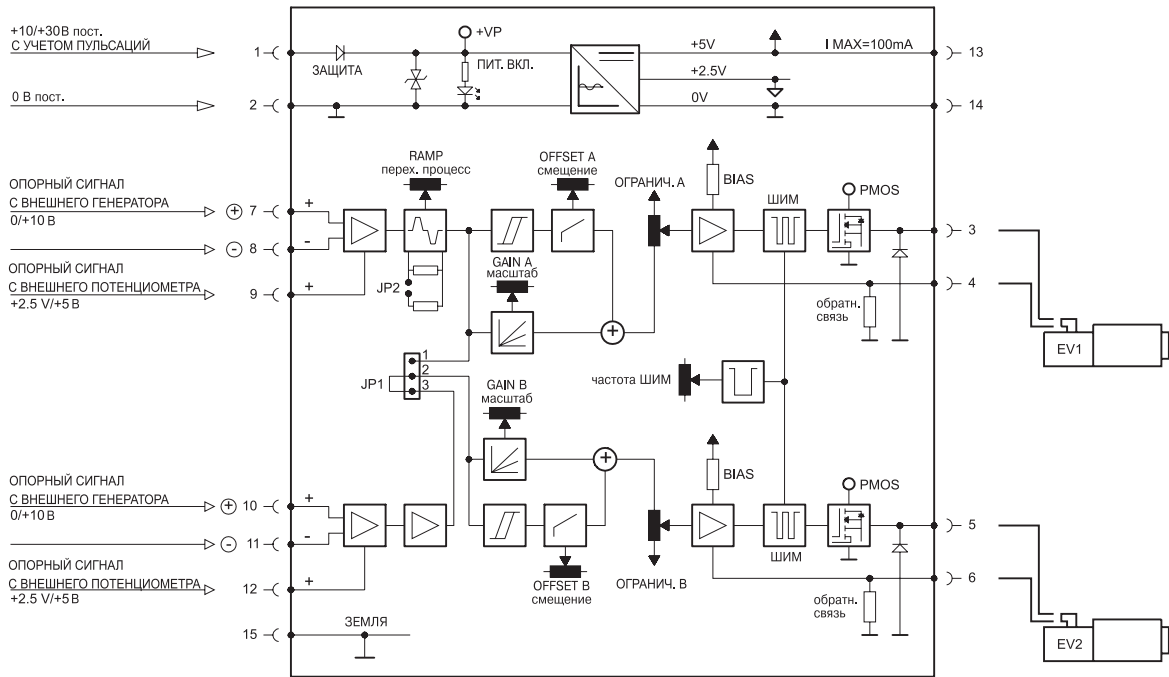 +10/+30В пост.
С УЧЕТОМ ПУЛЬСАЦИЙ
1
ЗАЩИТА
+VP
ПИТ. ВКЛ.
+5V
I MAX=100mA
13
+2.5V
0 В пост.
2
0V
14
RAMP
перех. процесс
OFFSET A
смещение
ОГРАНИЧ. A
BIAS
ШИМ
PMOS
ОПОРНЫЙ СИГНАЛ
С ВНЕШНЕГО ГЕНЕРАТОРА
0/+10 В
+ 7 +
3
- 8 -
ОПОРНЫЙ СИГНАЛ
С ВНЕШНЕГО ПОТЕНЦИОМЕТРА
+2.5 V/+5 В
9 +
JP2
GAIN A
масштаб
4
обратн.
связь
+
EV1
JP1
1
2
3
GAIN B
масштаб
частота ШИМ
+
BIAS
PMOS
ОПОРНЫЙ СИГНАЛ
С ВНЕШНЕГО ГЕНЕРАТОРА
0/+10 В
+ 10 +
5
- 11 -
ШИМ
ОПОРНЫЙ СИГНАЛ
С ВНЕШНЕГО ПОТЕНЦИОМЕТРА
+2.5 V/+5 В
12 +
OFFSET B
смещение
ОГРАНИЧ. B
6
обратн.
связь
15
ЗЕМЛЯ
EV2